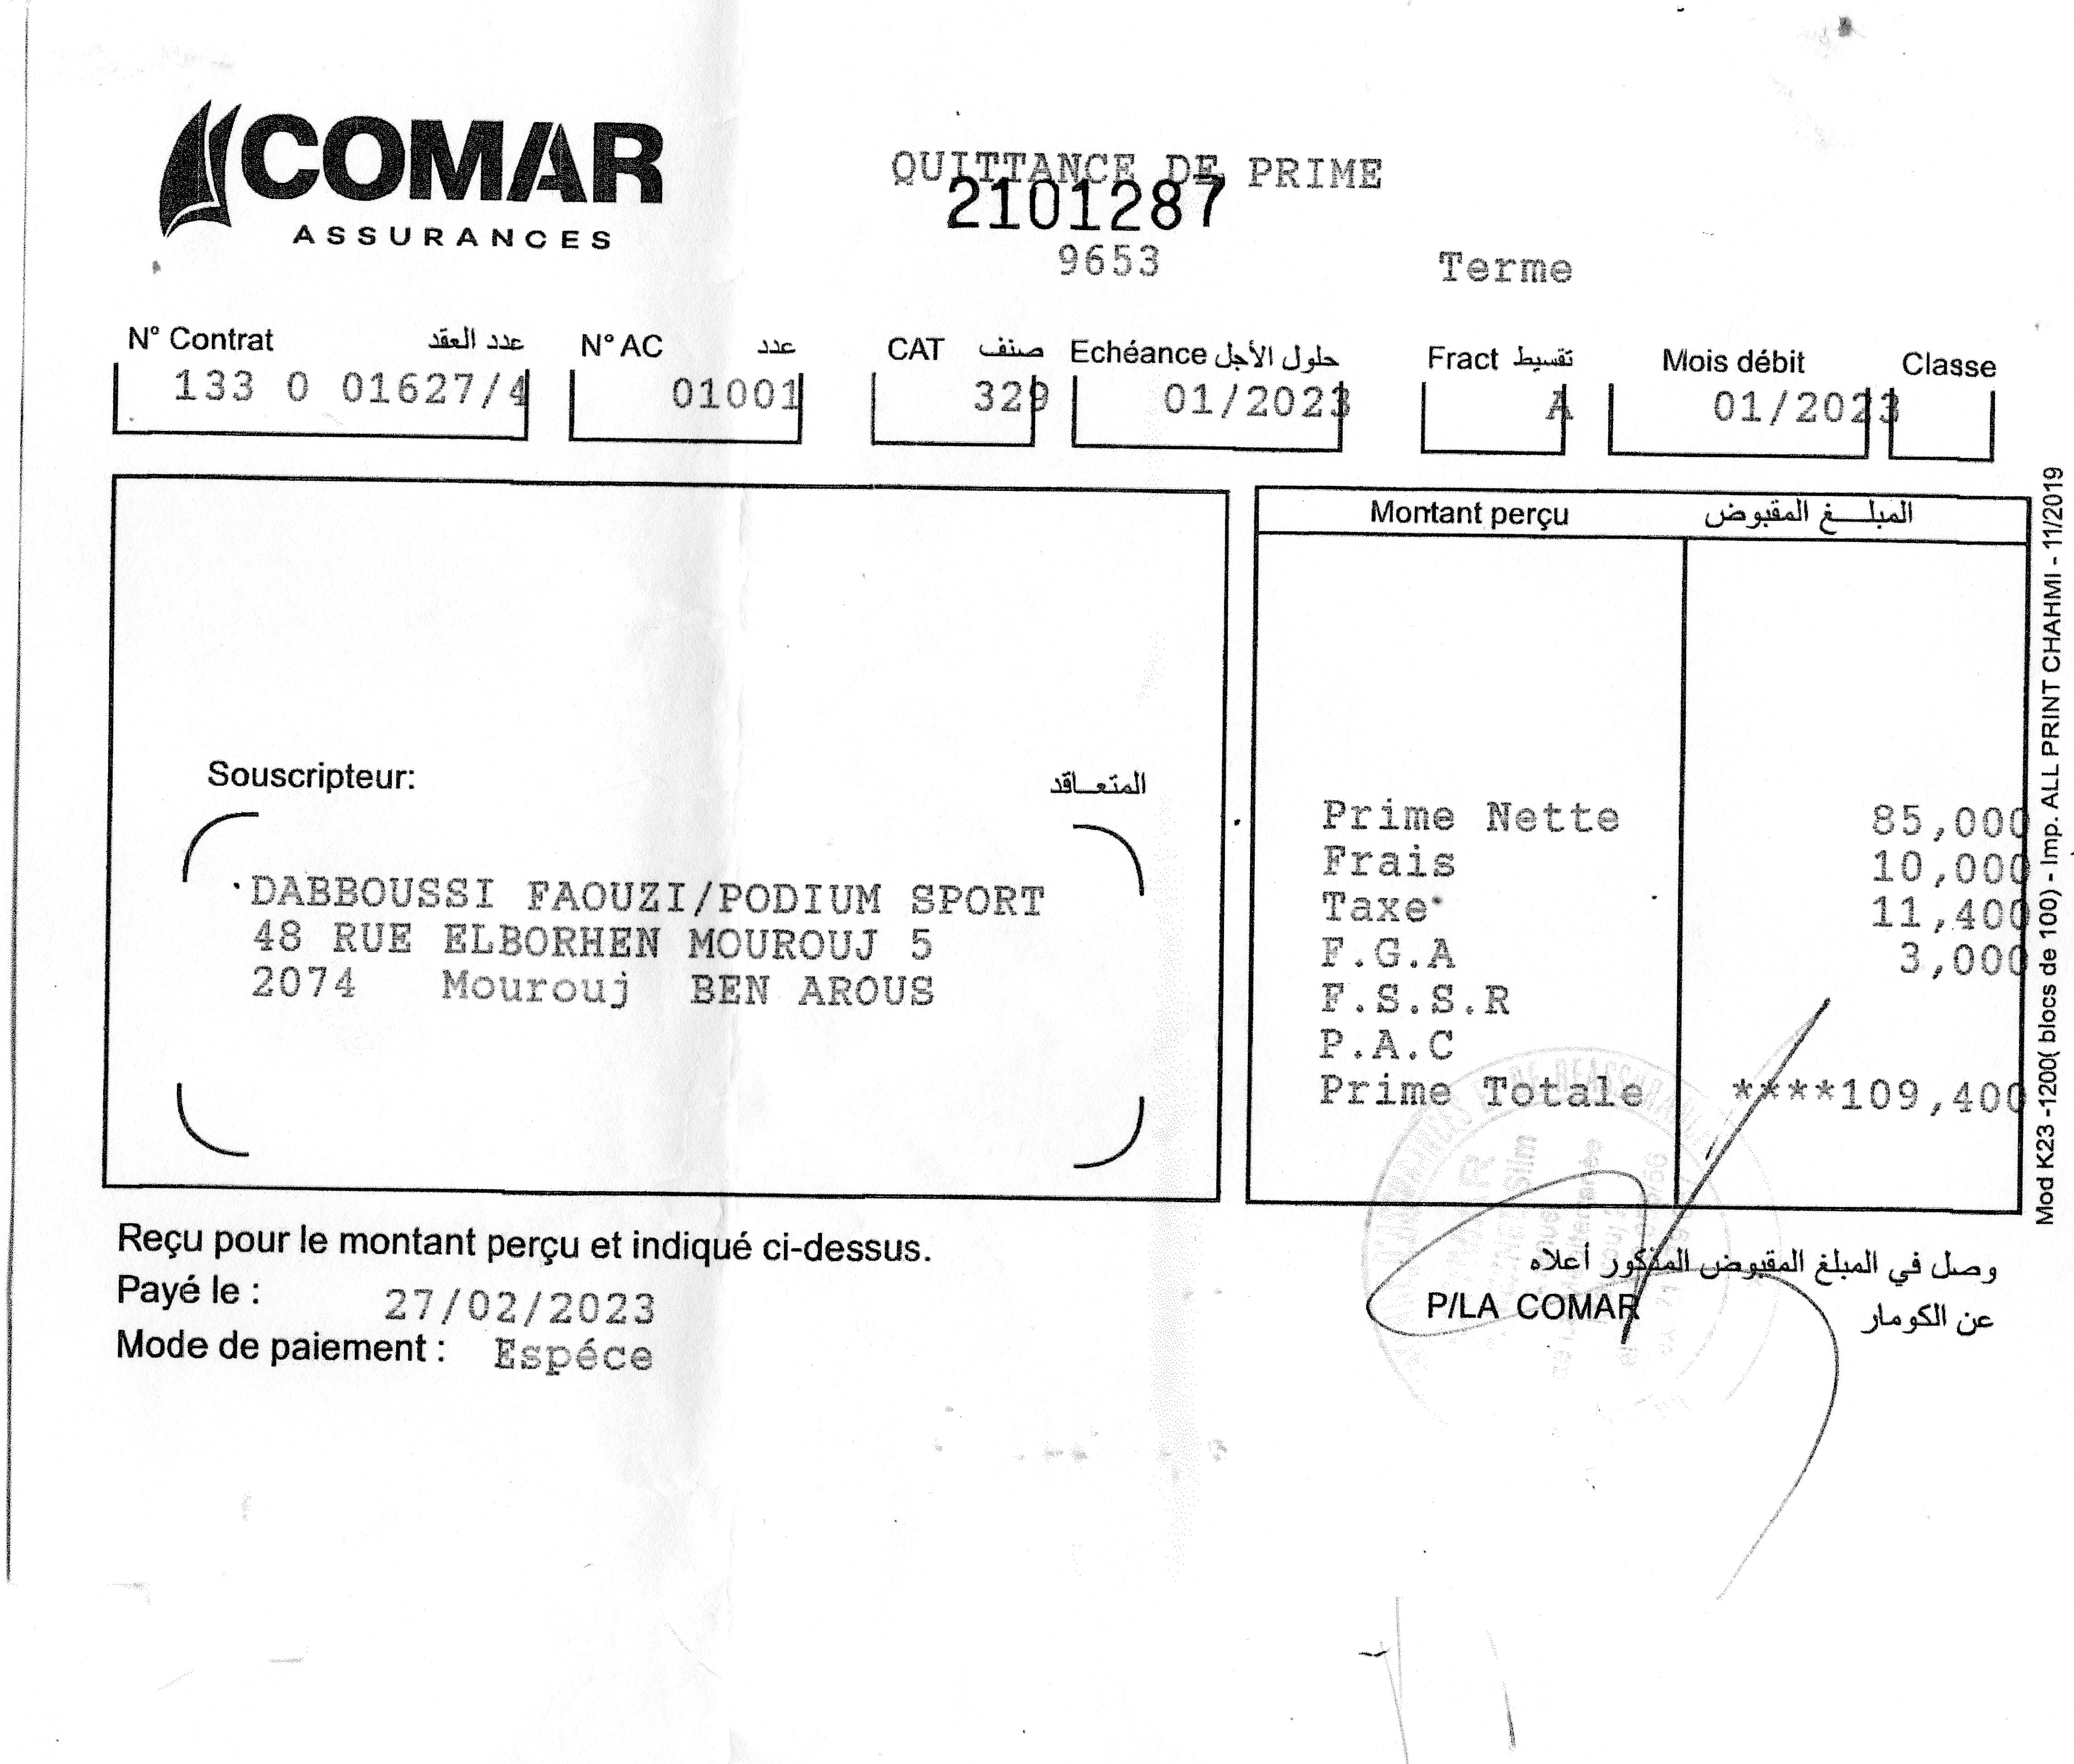 COMAR
ASSURANCES
QUITTANCE DE PRIME
2101287
9653
Terme
N° Contrat عدد العقد
133 0 01627/4
N° AC عدد
01001
CAT صنف
329
Echéance حلول الأجل
01/2023
Fract تقسيط
A
Mois débit
01/2023
Classe
Souscripteur: المتعاقد
DABBOUSSI FAOUZI/PODIUM SPORT
48 RUE ELBORHEN MOUROUJ 5
2074 Mourouj BEN AROUS
Montant perçu المبلغ المقبوض
Prime Nette 85,000
Frais 10,000
Taxe 11,400
F.G.A 3,000
F.S.S.R
P.A.C
Prime Totale ****109,400
Mod K23 -1200( blocs de 100) - Imp. ALL PRINT CHAHMI - 11/2019
Reçu pour le montant perçu et indiqué ci-dessus.
وصل في المبلغ المقبوض المذكور أعلاه
Payé le : 27/02/2023
P/LA COMAR عن الكومار
Mode de paiement : Espéce